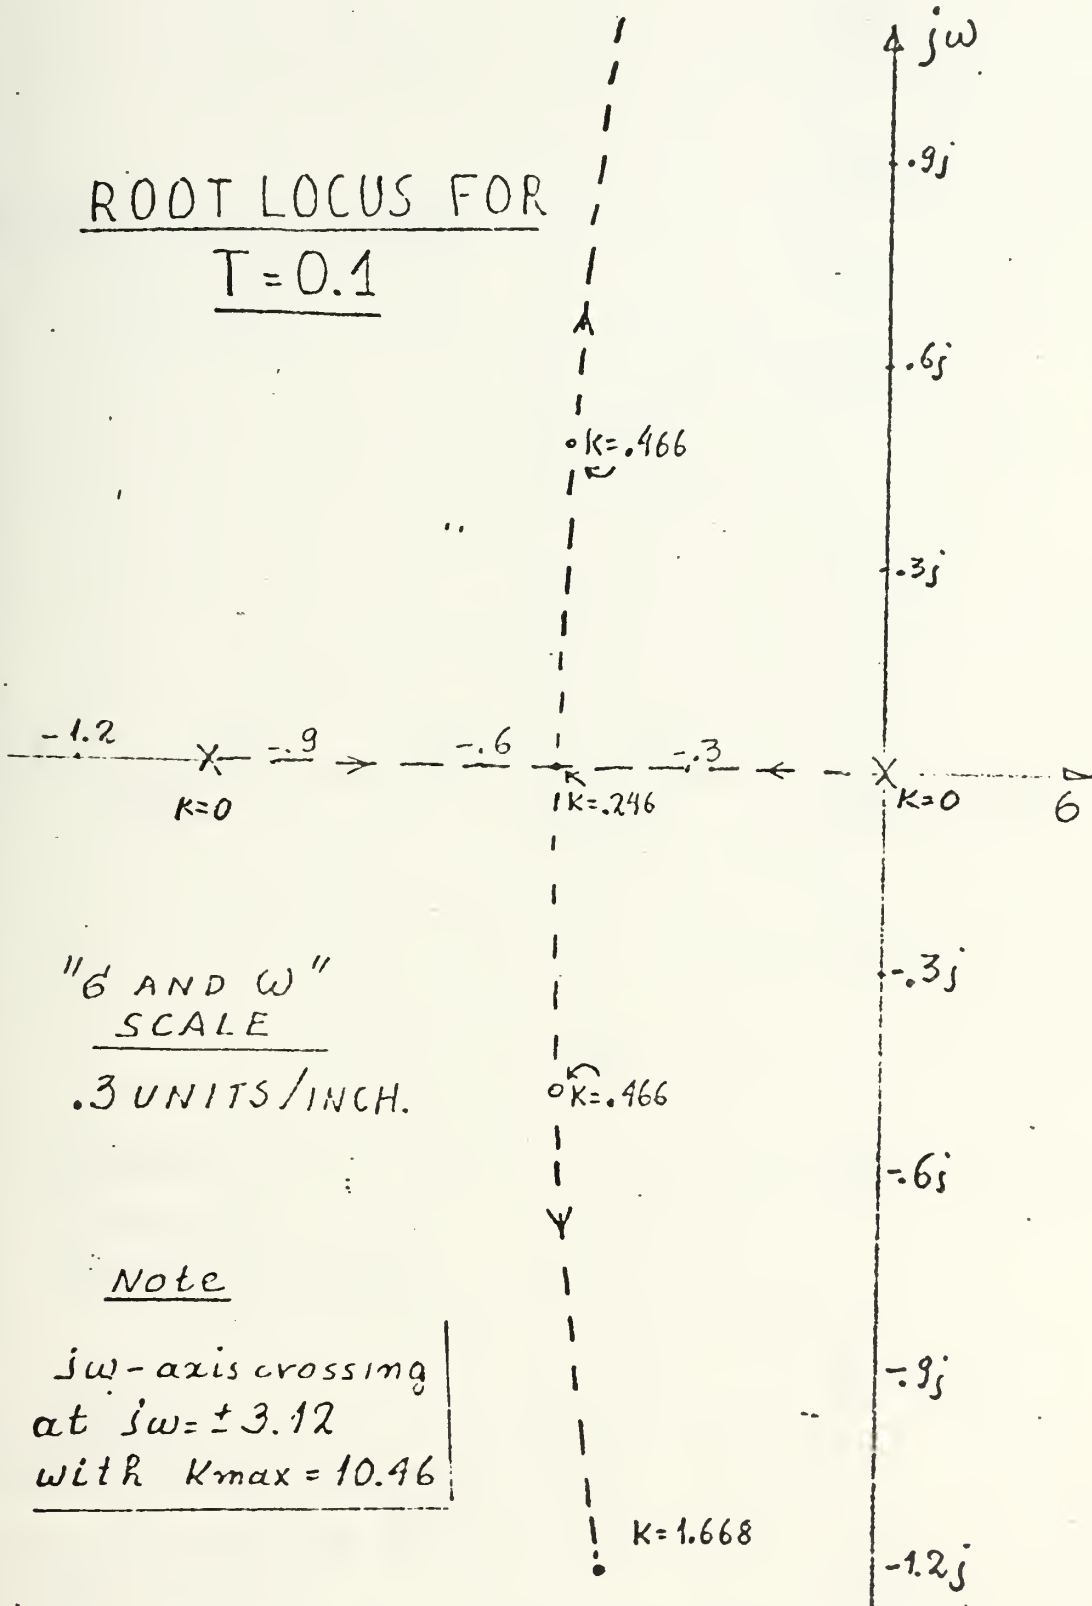 jω
.9j
ROOT LOCUS FOR
T=0.1
.6j
K=.466
.3j
-1.2
-.9
-.6
-.3
K=0
K=.246
K=0
σ
"σ AND ω"
SCALE
-.3j
.3 UNITS/INCH.
K=.466
-.6j
Note
jω-axis crossing
at jω=±3.12
with Kmax=10.46
-.9j
K=1.668
-1.2j